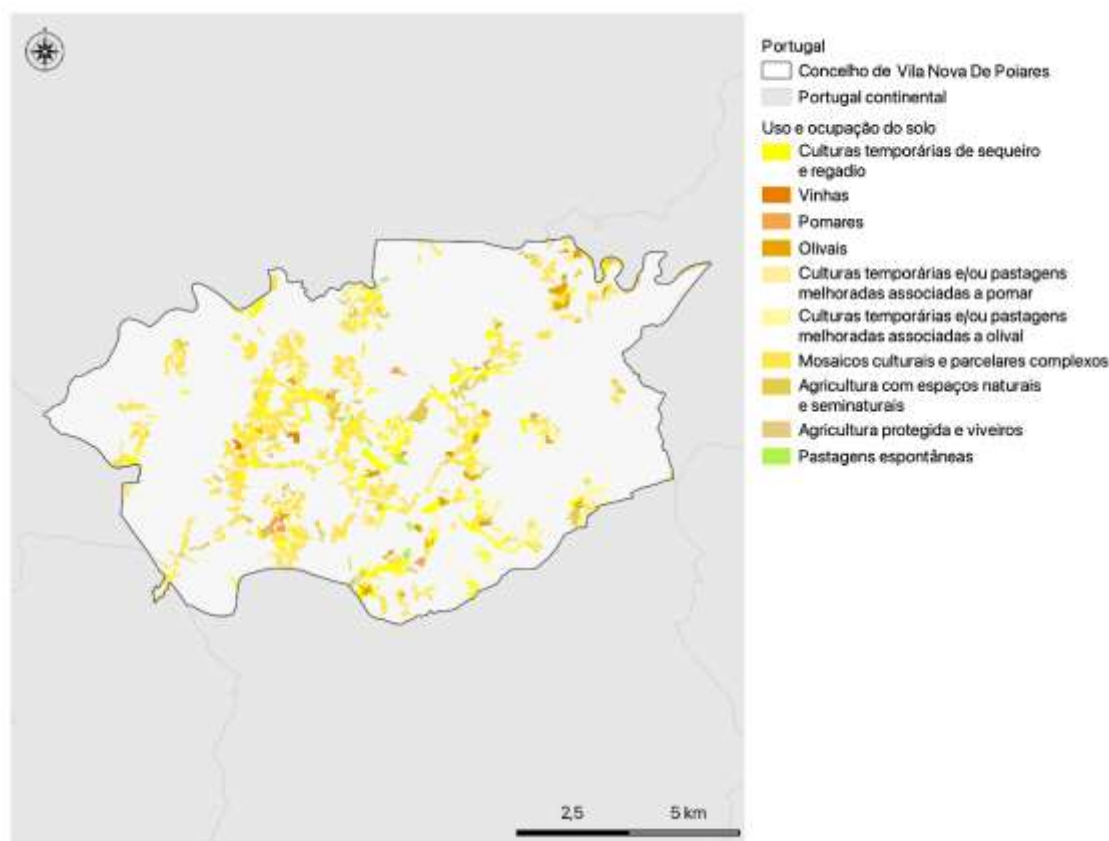 Portugal
Concelho de Vila Nova De Poiares
Portugal continental
Uso e ocupação do solo
Culturas temporárias de sequeiro
e regadio
Vinhas
Pomares
Olivais
Culturas temporárias e/ou pastagens
melhoradas associadas a pomar
Culturas temporárias e/ou pastagens
melhoradas associadas a olival
Mosaicos culturais e parcelares complexos
Agricultura com espaços naturais
e seminaturais
Agricultura protegida e viveiros
Pastagens espontâneas
2,5 5 km